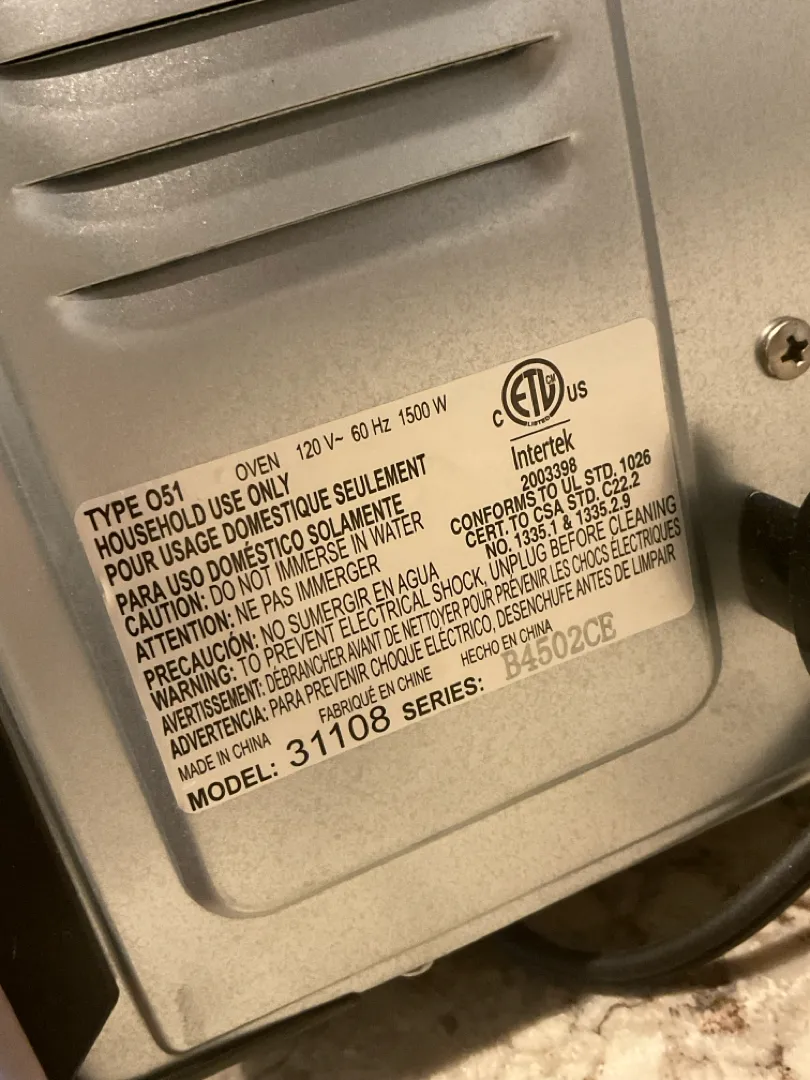 TYPE O51 OVEN 120 V~ 60 Hz 1500 W
HOUSEHOLD USE ONLY
POUR USAGE DOMESTIQUE SEULEMENT
PARA USO DOMÉSTICO SOLAMENTE
CAUTION: DO NOT IMMERSE IN WATER
ATTENTION: NE PAS IMMERGER
PRECAUCIÓN: NO SUMERGIR EN AGUA
C ETL CM US
LISTED
Intertek
2003398
CONFORMS TO UL STD. 1026
CERT. TO CSA STD. C22.2
NO. 1335.1 & 1335.2.9
WARNING: TO PREVENT ELECTRICAL SHOCK, UNPLUG BEFORE CLEANING
AVERTISSEMENT: DÉBRANCHER AVANT DE NETTOYER POUR PRÉVENIR LES CHOCS ÉLECTRIQUES
ADVERTENCIA: PARA PREVENIR CHOQUE ELÉCTRICO, DESENCHUFE ANTES DE LIMPIAR
MADE IN CHINA FABRIQUÉ EN CHINE HECHO EN CHINA
MODEL: 31108 SERIES: B4502CE